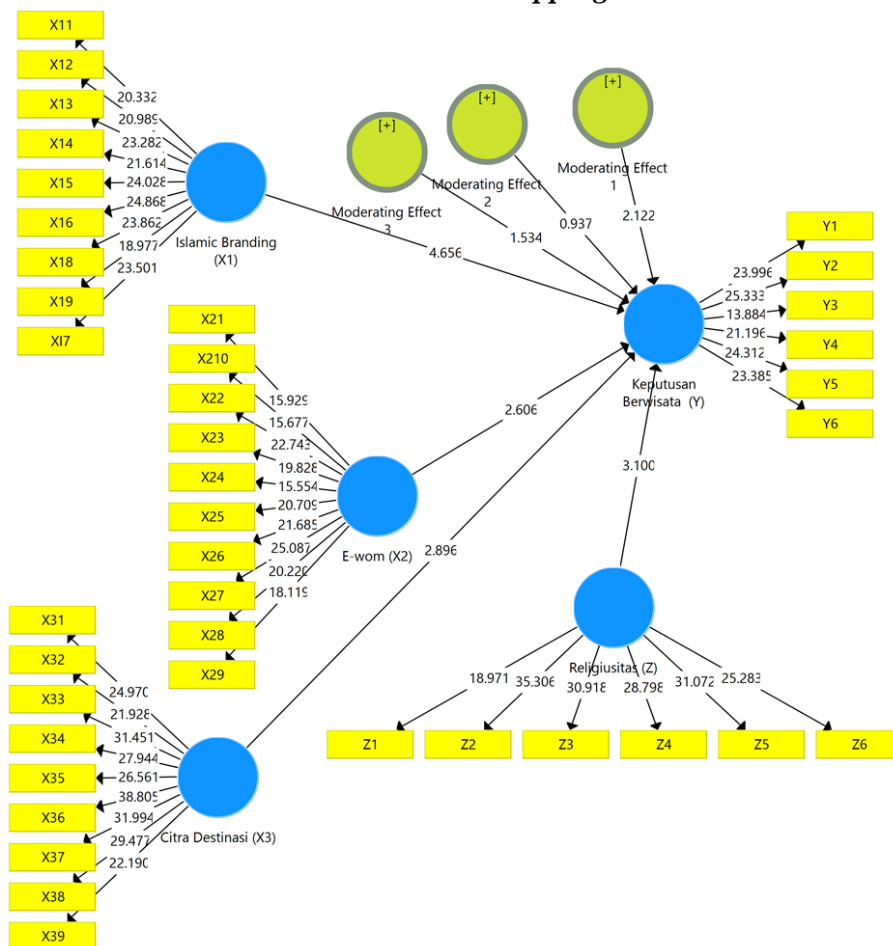 pping
X11
X12
X13
X14
X15
X16
X18
X19
XI7
20.332
20.989
23.282
21.614
24.028
24.868
23.862
18.977
23.501
Islamic Branding
(X1)
[+]
Moderating Effect
3
[+]
Moderating Effect
2
[+]
Moderating Effect
1
4.656
1.534
0.937
2.122
Keputusan
Berwisata (Y)
23.996
25.333
13.884
21.196
24.312
23.385
Y1
Y2
Y3
Y4
Y5
Y6
X21
X210
X22
X23
X24
X25
X26
X27
X28
X29
15.929
15.677
22.743
19.828
15.554
20.709
21.685
25.087
20.220
18.119
E-wom (X2)
2.606
2.896
3.100
Religiusitas (Z)
18.971
35.306
30.918
28.798
31.072
25.283
Z1
Z2
Z3
Z4
Z5
Z6
X31
X32
X33
X34
X35
X36
X37
X38
X39
24.970
21.928
31.451
27.944
26.561
38.805
31.994
29.477
22.190
Citra Destinasi (X3)